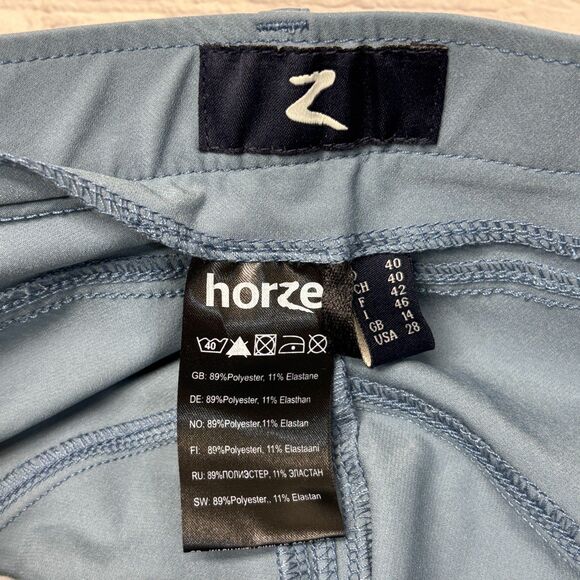 Z
horze
40
GB: 89%Polyester, 11% Elastane
DE: 89%Polyester, 11% Elasthan
NO: 89%Polyester, 11% Elastan
FI: 89%Polyesteri, 11% Elastaani
RU: 89%ПОЛИЭСТЕР, 11% ЭЛАСТАН
SW: 89%Polyester,. 11% Elastan
40
CH 40
F 42
I 46
GB 14
USA 28